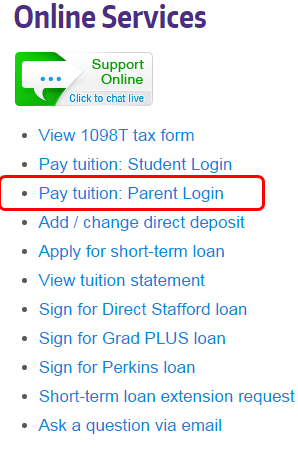 Online Services
Support
Online
Click to chat live
View 1098T tax form
Pay tuition: Student Login
Pay tuition: Parent Login
Add / change direct deposit
Apply for short-term loan
View tuition statement
Sign for Direct Stafford loan
Sign for Grad PLUS loan
Sign for Perkins loan
Short-term loan extension request
Ask a question via email